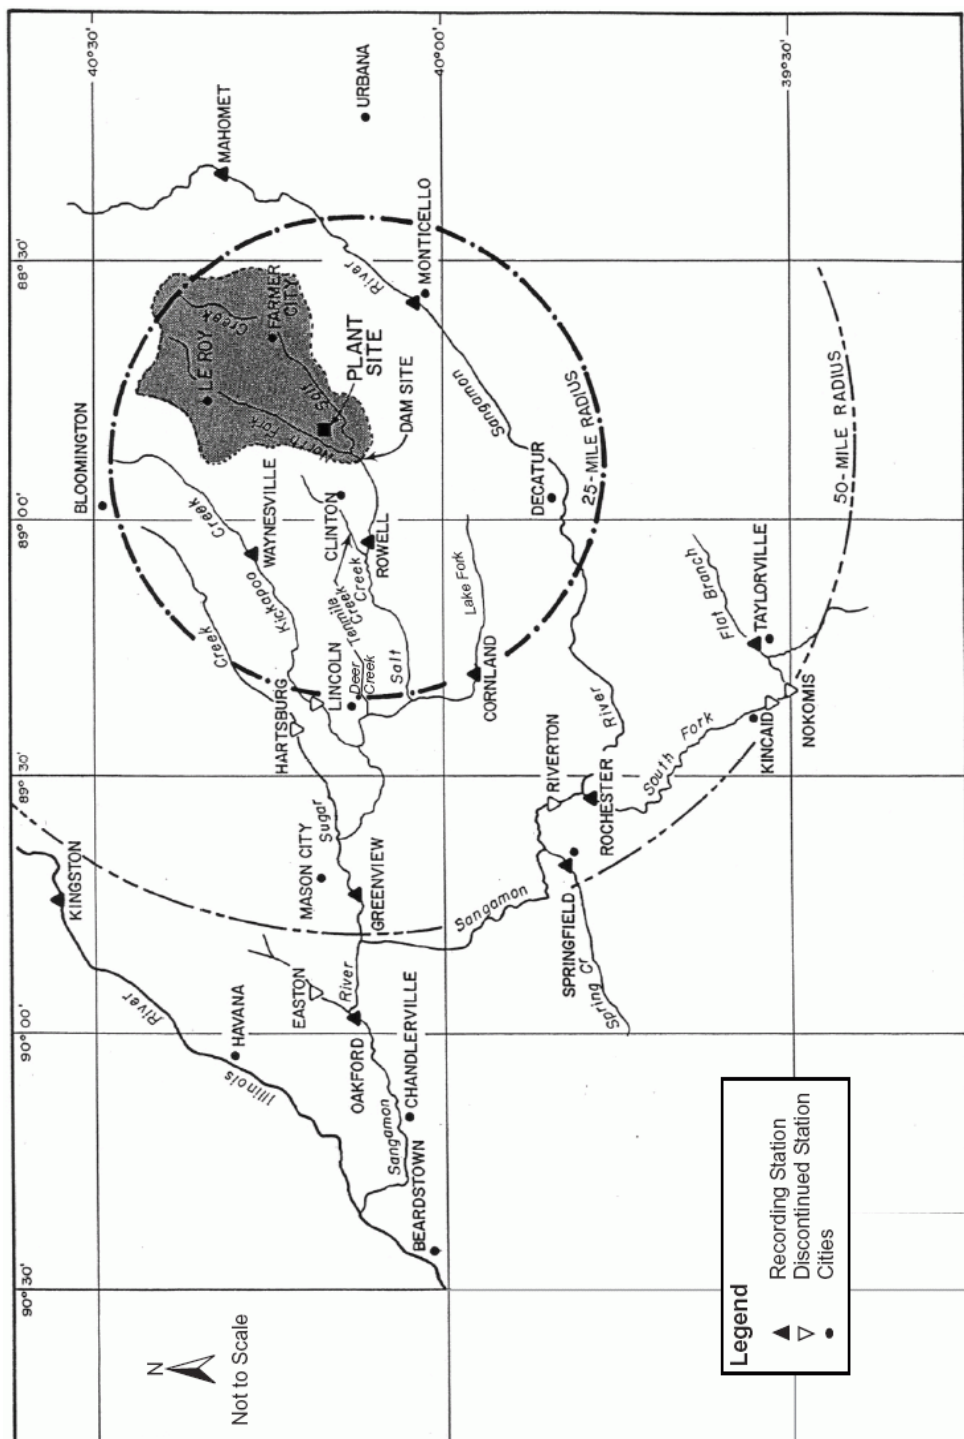 40°30'
40°00'
39°30'
88°30'
89°00'
89°30'
90°00'
90°30'
MAHOMET
URBANA
MONTICELLO
River
Sangamon
Creek
FARMER
CITY
LE ROY
Salt
North Fork
PLANT
SITE
DAM SITE
BLOOMINGTON
DECATUR
25-MILE RADIUS
50-MILE RADIUS
Creek
Kickapoo
WAYNESVILLE
CLINTON
ROWELL
Tenmile
Creek
Creek
Salt
Lake Fork
CORNLAND
Creek
LINCOLN
Deer
Creek
HARTSBURG
Sugar
Flat Branch
TAYLORVILLE
NOKOMIS
KINCAID
South Fork
River
RIVERTON
ROCHESTER
SPRINGFIELD
Spring Cr
Sangamon
MASON CITY
GREENVIEW
KINGSTON
EASTON
River
OAKFORD
CHANDLERVILLE
Sangamon
BEARDSTOWN
HAVANA
River
Illinois
N
Not to Scale
Legend
Recording Station
Discontinued Station
Cities